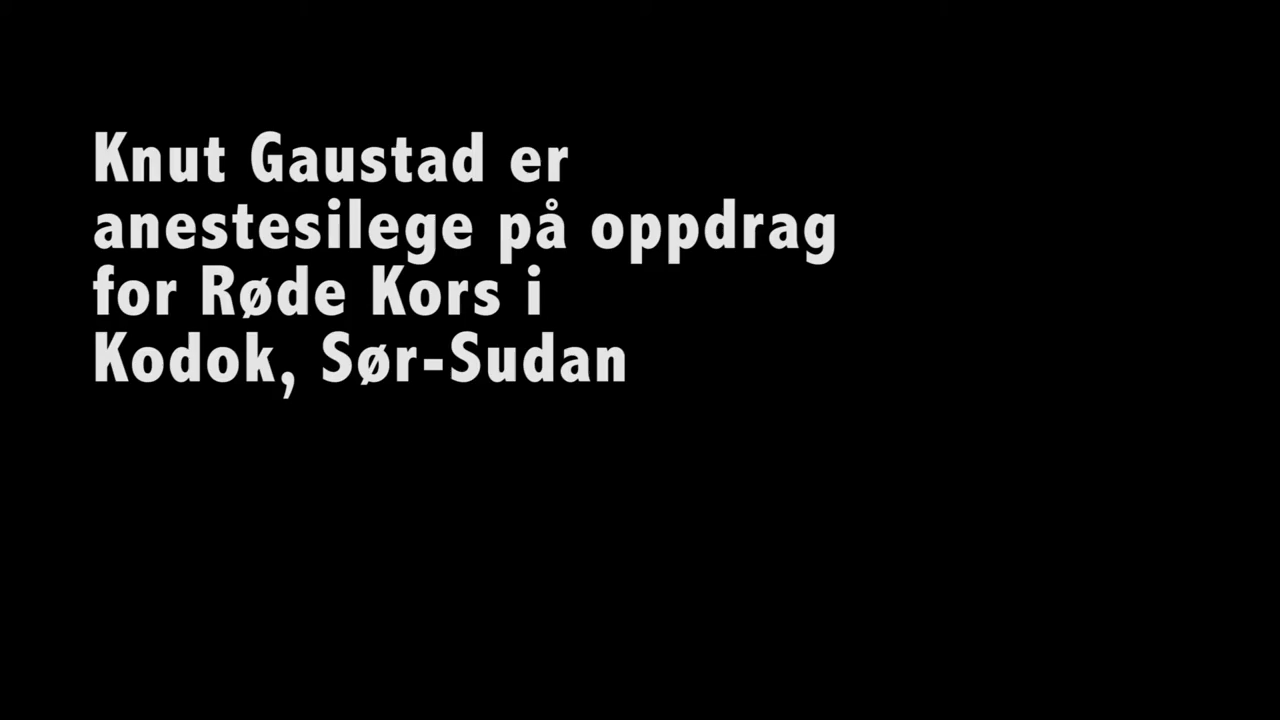 Knut Gaustad er
anestesilege på oppdrag
for Røde Kors i
Kodok, Sør-Sudan